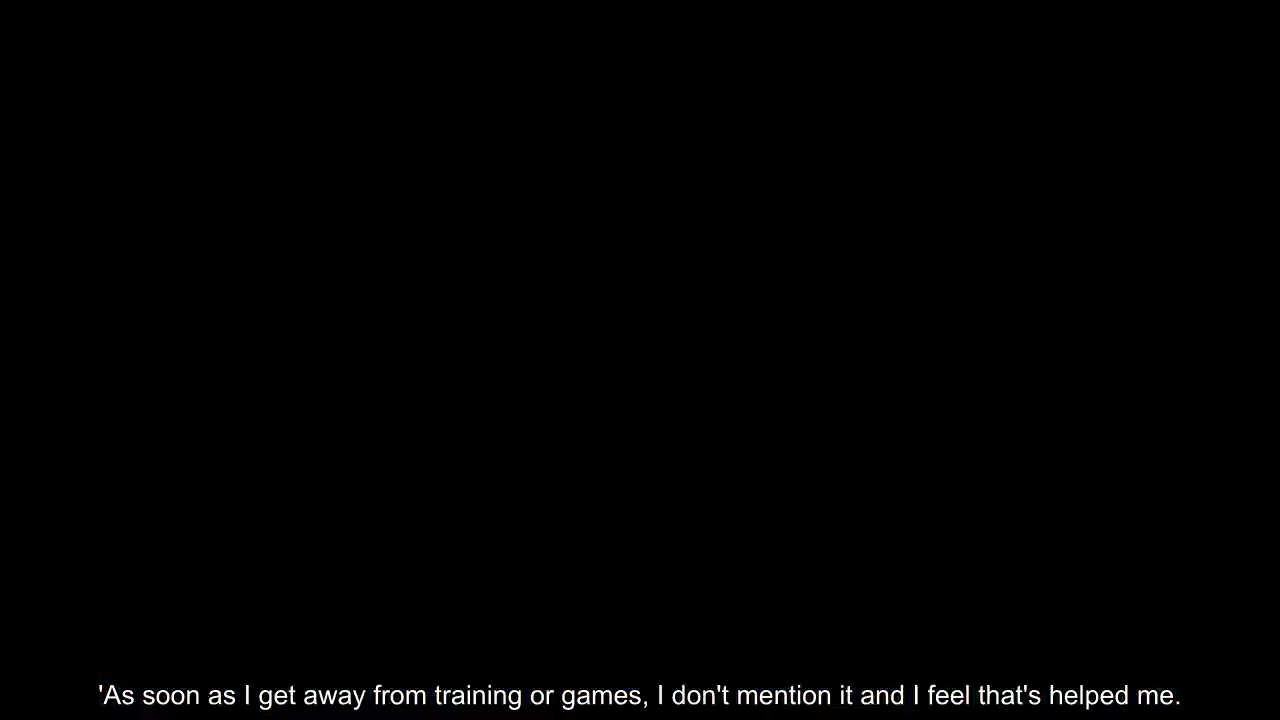 'As soon as I get away from training or games, I don't mention it and I feel that's helped me.